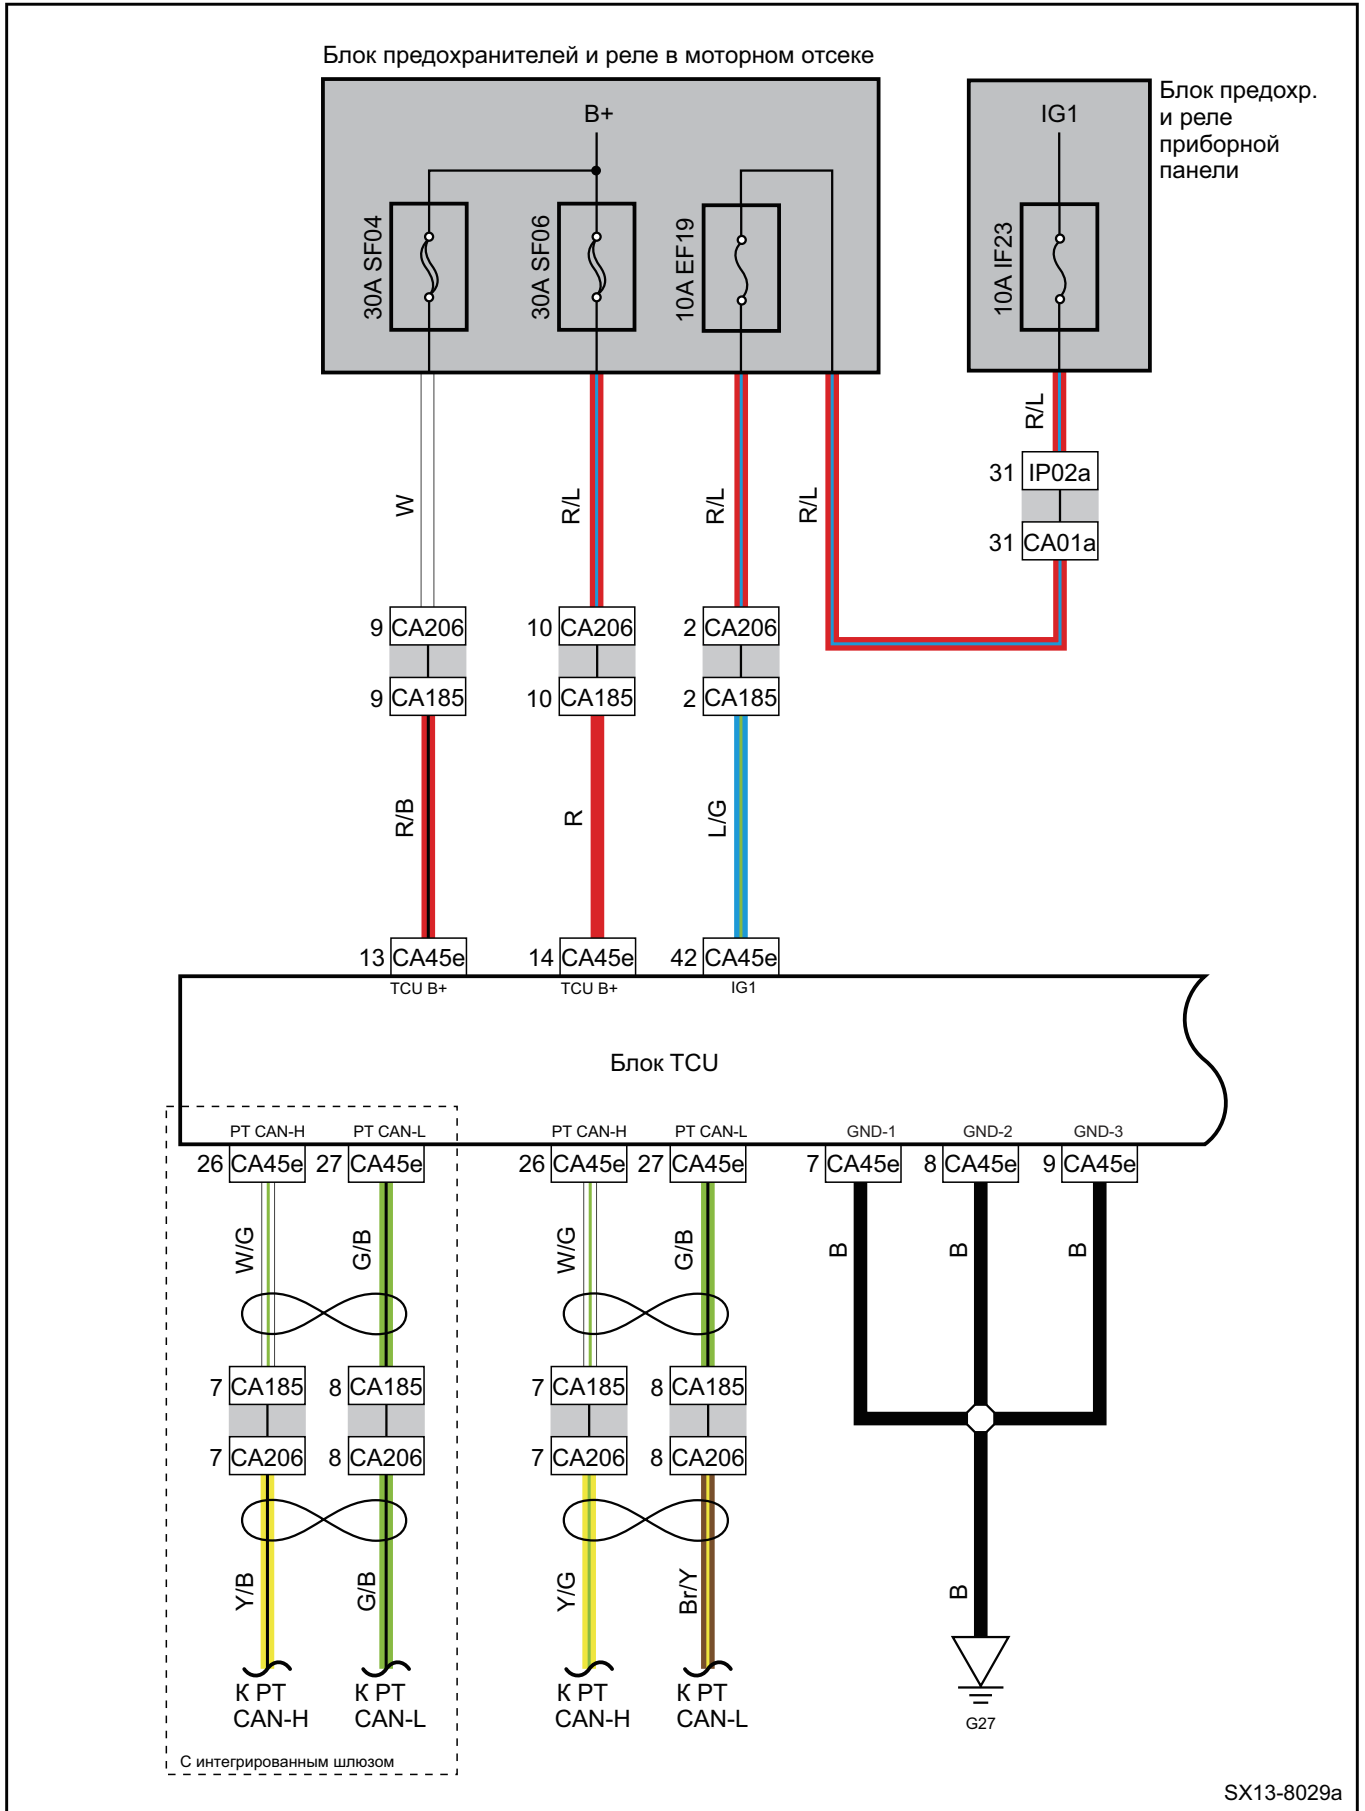 Блок предохранителей и реле в моторном отсеке
Блок предохр.
и реле
приборной
панели
B+
IG1
30A SF04
30A SF06
10A EF19
10A IF23
R/L
31 IP02a
W
R/L
R/L
R/L
31 CA01a
9 CA206
10 CA206
2 CA206
9 CA185
10 CA185
2 CA185
R/B
R
L/G
13 CA45e
14 CA45e
42 CA45e
TCU B+
TCU B+
IG1
Блок TCU
PT CAN-H
PT CAN-L
PT CAN-H
PT CAN-L
GND-1
GND-2
GND-3
26 CA45e
27 CA45e
26 CA45e
27 CA45e
7 CA45e
8 CA45e
9 CA45e
W/G
G/B
W/G
G/B
B
B
B
7 CA185
8 CA185
7 CA185
8 CA185
7 CA206
8 CA206
7 CA206
8 CA206
Y/B
G/B
Y/G
Br/Y
B
К PT
CAN-H
К PT
CAN-L
К PT
CAN-H
К PT
CAN-L
G27
С интегрированным шлюзом
SX13-8029a